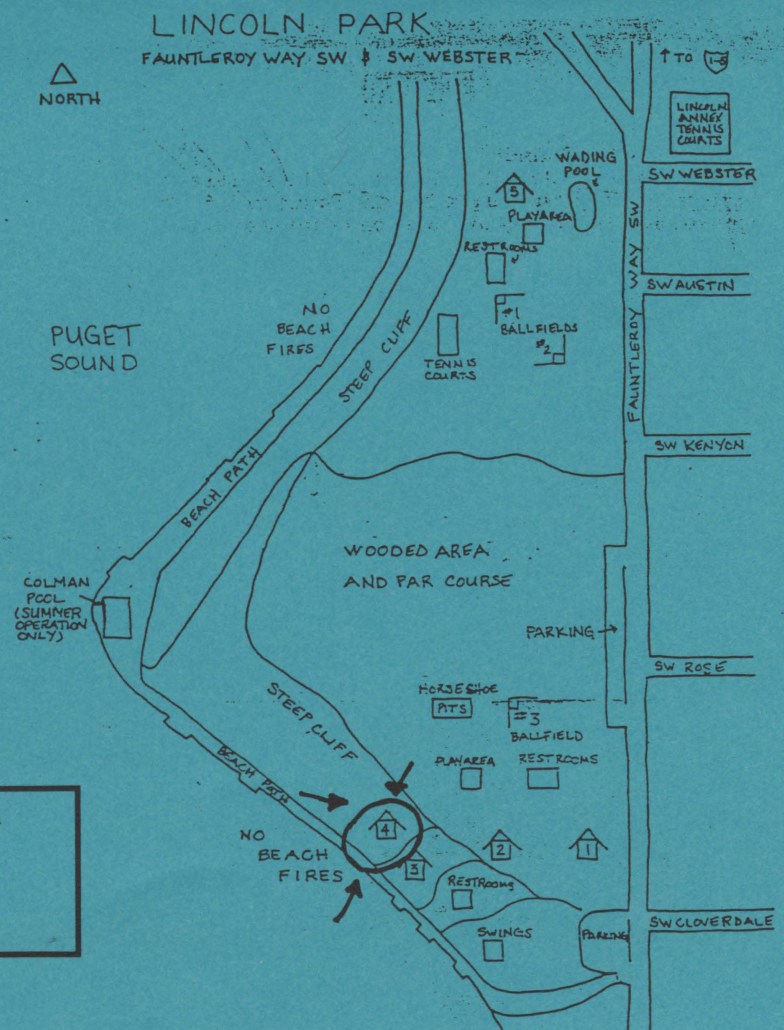 LINCOLN PARK
FAUNTLEROY WAY SW & SW WEBSTER
NORTH
↑ TO I-5
LINCOLN
ANNEX
TENNIS
COURTS
WADING
POOL
SW WEBSTER
5
PLAYAREA
RESTROOMS
FAUNTLEROY WAY SW
SW AUSTIN
#1
BALLFIELDS
#2
NO
BEACH
FIRES
PUGET
SOUND
STEEP CLIFF
TENNIS
COURTS
SW KENYON
BEACH PATH
WOODED AREA
AND PAR COURSE
COLMAN
POOL
(SUMMER
OPERATION
ONLY)
PARKING →
SW ROSE
HORSESHOE
PITS
#3
BALLFIELD
STEEP CLIFF
PLAYAREA
RESTROOMS
BEACH PATH
4
NO
BEACH
FIRES
3
2
1
RESTROOMS
SWINGS
PARKING
SW CLOVERDALE